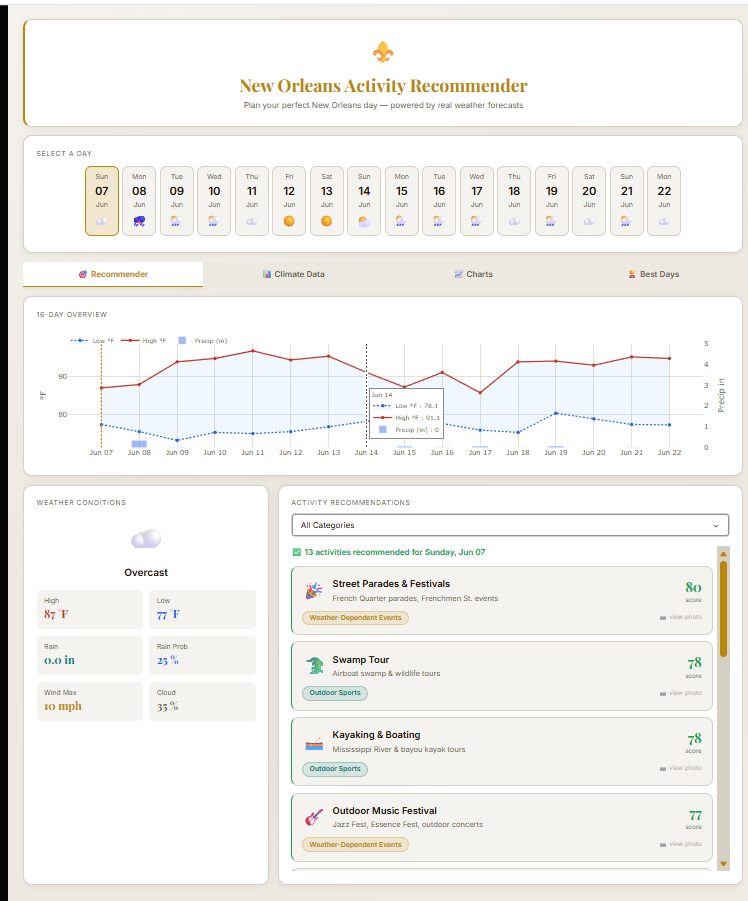 New Orleans Activity Recommender
Plan your perfect New Orleans day — powered by real weather forecasts
SELECT A DAY
Sun Mon Tue Wed Thu Fri Sat Sun Mon Tue Wed Thu Fri Sat Sun Mon
07 08 09 10 11 12 13 14 15 16 17 18 19 20 21 22
Jun Jun Jun Jun Jun Jun Jun Jun Jun Jun Jun Jun Jun Jun Jun Jun
Recommender Climate Data Charts Best Days
16-DAY OVERVIEW
Low °F High °F Precip (in)
5
4
90
3
°F
Precip in
2
80
1
0
Jun 14
Low °F : 78.1
High °F : 91.1
Precip (in) : 0
Jun 07 Jun 08 Jun 09 Jun 10 Jun 11 Jun 12 Jun 13 Jun 14 Jun 15 Jun 16 Jun 17 Jun 18 Jun 19 Jun 20 Jun 21 Jun 22
WEATHER CONDITIONS
Overcast
High Low
87 °F 77 °F
Rain Rain Prob
0.0 in 25 %
Wind Max Cloud
10 mph 35 %
ACTIVITY RECOMMENDATIONS
All Categories
13 activities recommended for Sunday, Jun 07
Street Parades & Festivals
French Quarter parades, Frenchmen St. events
Weather-Dependent Events
80
score
view photo
Swamp Tour
Airboat swamp & wildlife tours
Outdoor Sports
78
score
view photo
Kayaking & Boating
Mississippi River & bayou kayak tours
Outdoor Sports
78
score
view photo
Outdoor Music Festival
Jazz Fest, Essence Fest, outdoor concerts
Weather-Dependent Events
77
score
view photo